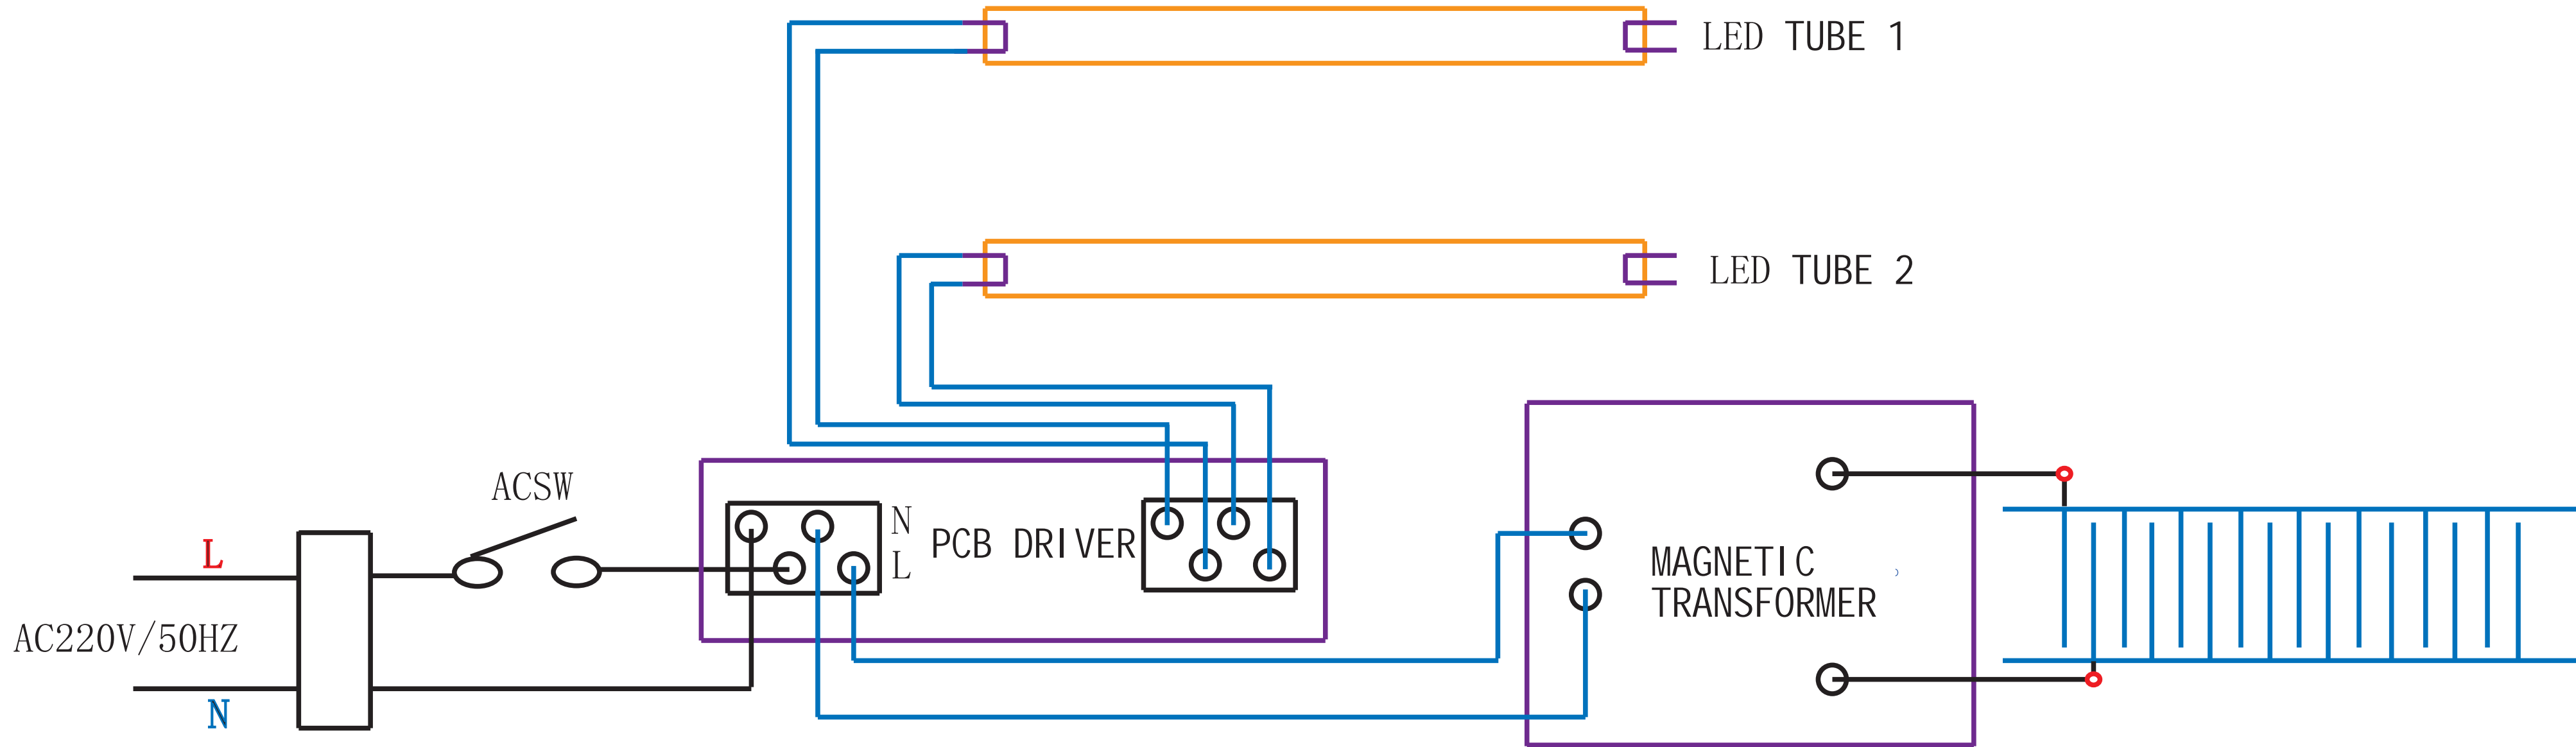 LED TUBE 1
LED TUBE 2
ACSW
N
L
PCB DRIVER
L
MAGNETIC
TRANSFORMER
AC220V/50HZ
N